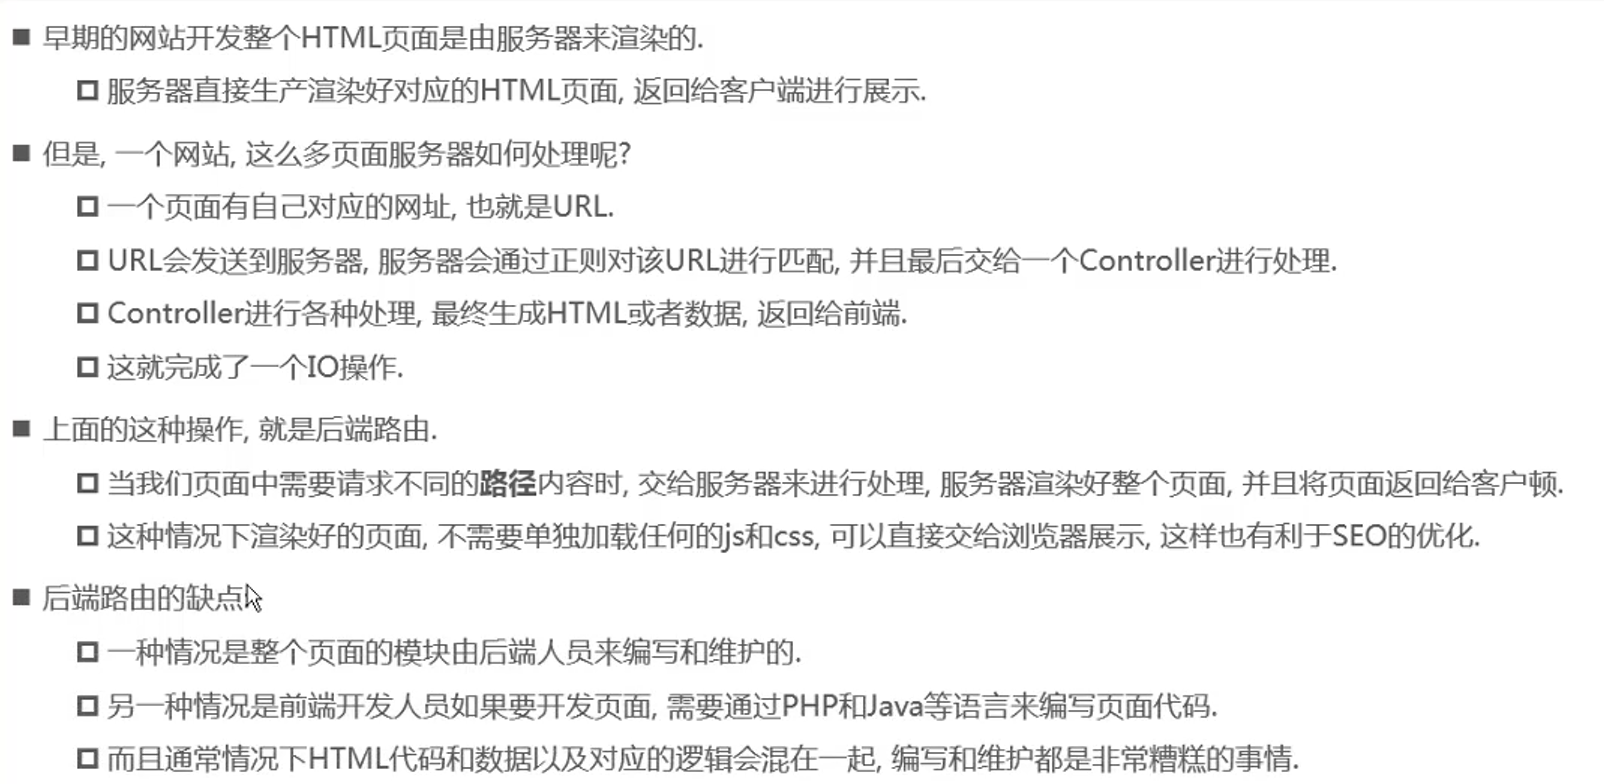 早期的网站开发整个HTML页面是由服务器来渲染的.
服务器直接生产渲染好对应的HTML页面, 返回给客户端进行展示.
但是, 一个网站, 这么多页面服务器如何处理呢?
一个页面有自己对应的网址, 也就是URL.
URL会发送到服务器, 服务器会通过正则对该URL进行匹配, 并且最后交给一个Controller进行处理.
Controller进行各种处理, 最终生成HTML或者数据, 返回给前端.
这就完成了一个IO操作.
上面的这种操作, 就是后端路由.
当我们页面中需要请求不同的路径内容时, 交给服务器来进行处理, 服务器渲染好整个页面, 并且将页面返回给客户顿.
这种情况下渲染好的页面, 不需要单独加载任何的js和css, 可以直接交给浏览器展示, 这样也有利于SEO的优化.
后端路由的缺点
一种情况是整个页面的模块由后端人员来编写和维护的.
另一种情况是前端开发人员如果要开发页面, 需要通过PHP和Java等语言来编写页面代码.
而且通常情况下HTML代码和数据以及对应的逻辑会混在一起, 编写和维护都是非常糟糕的事情.